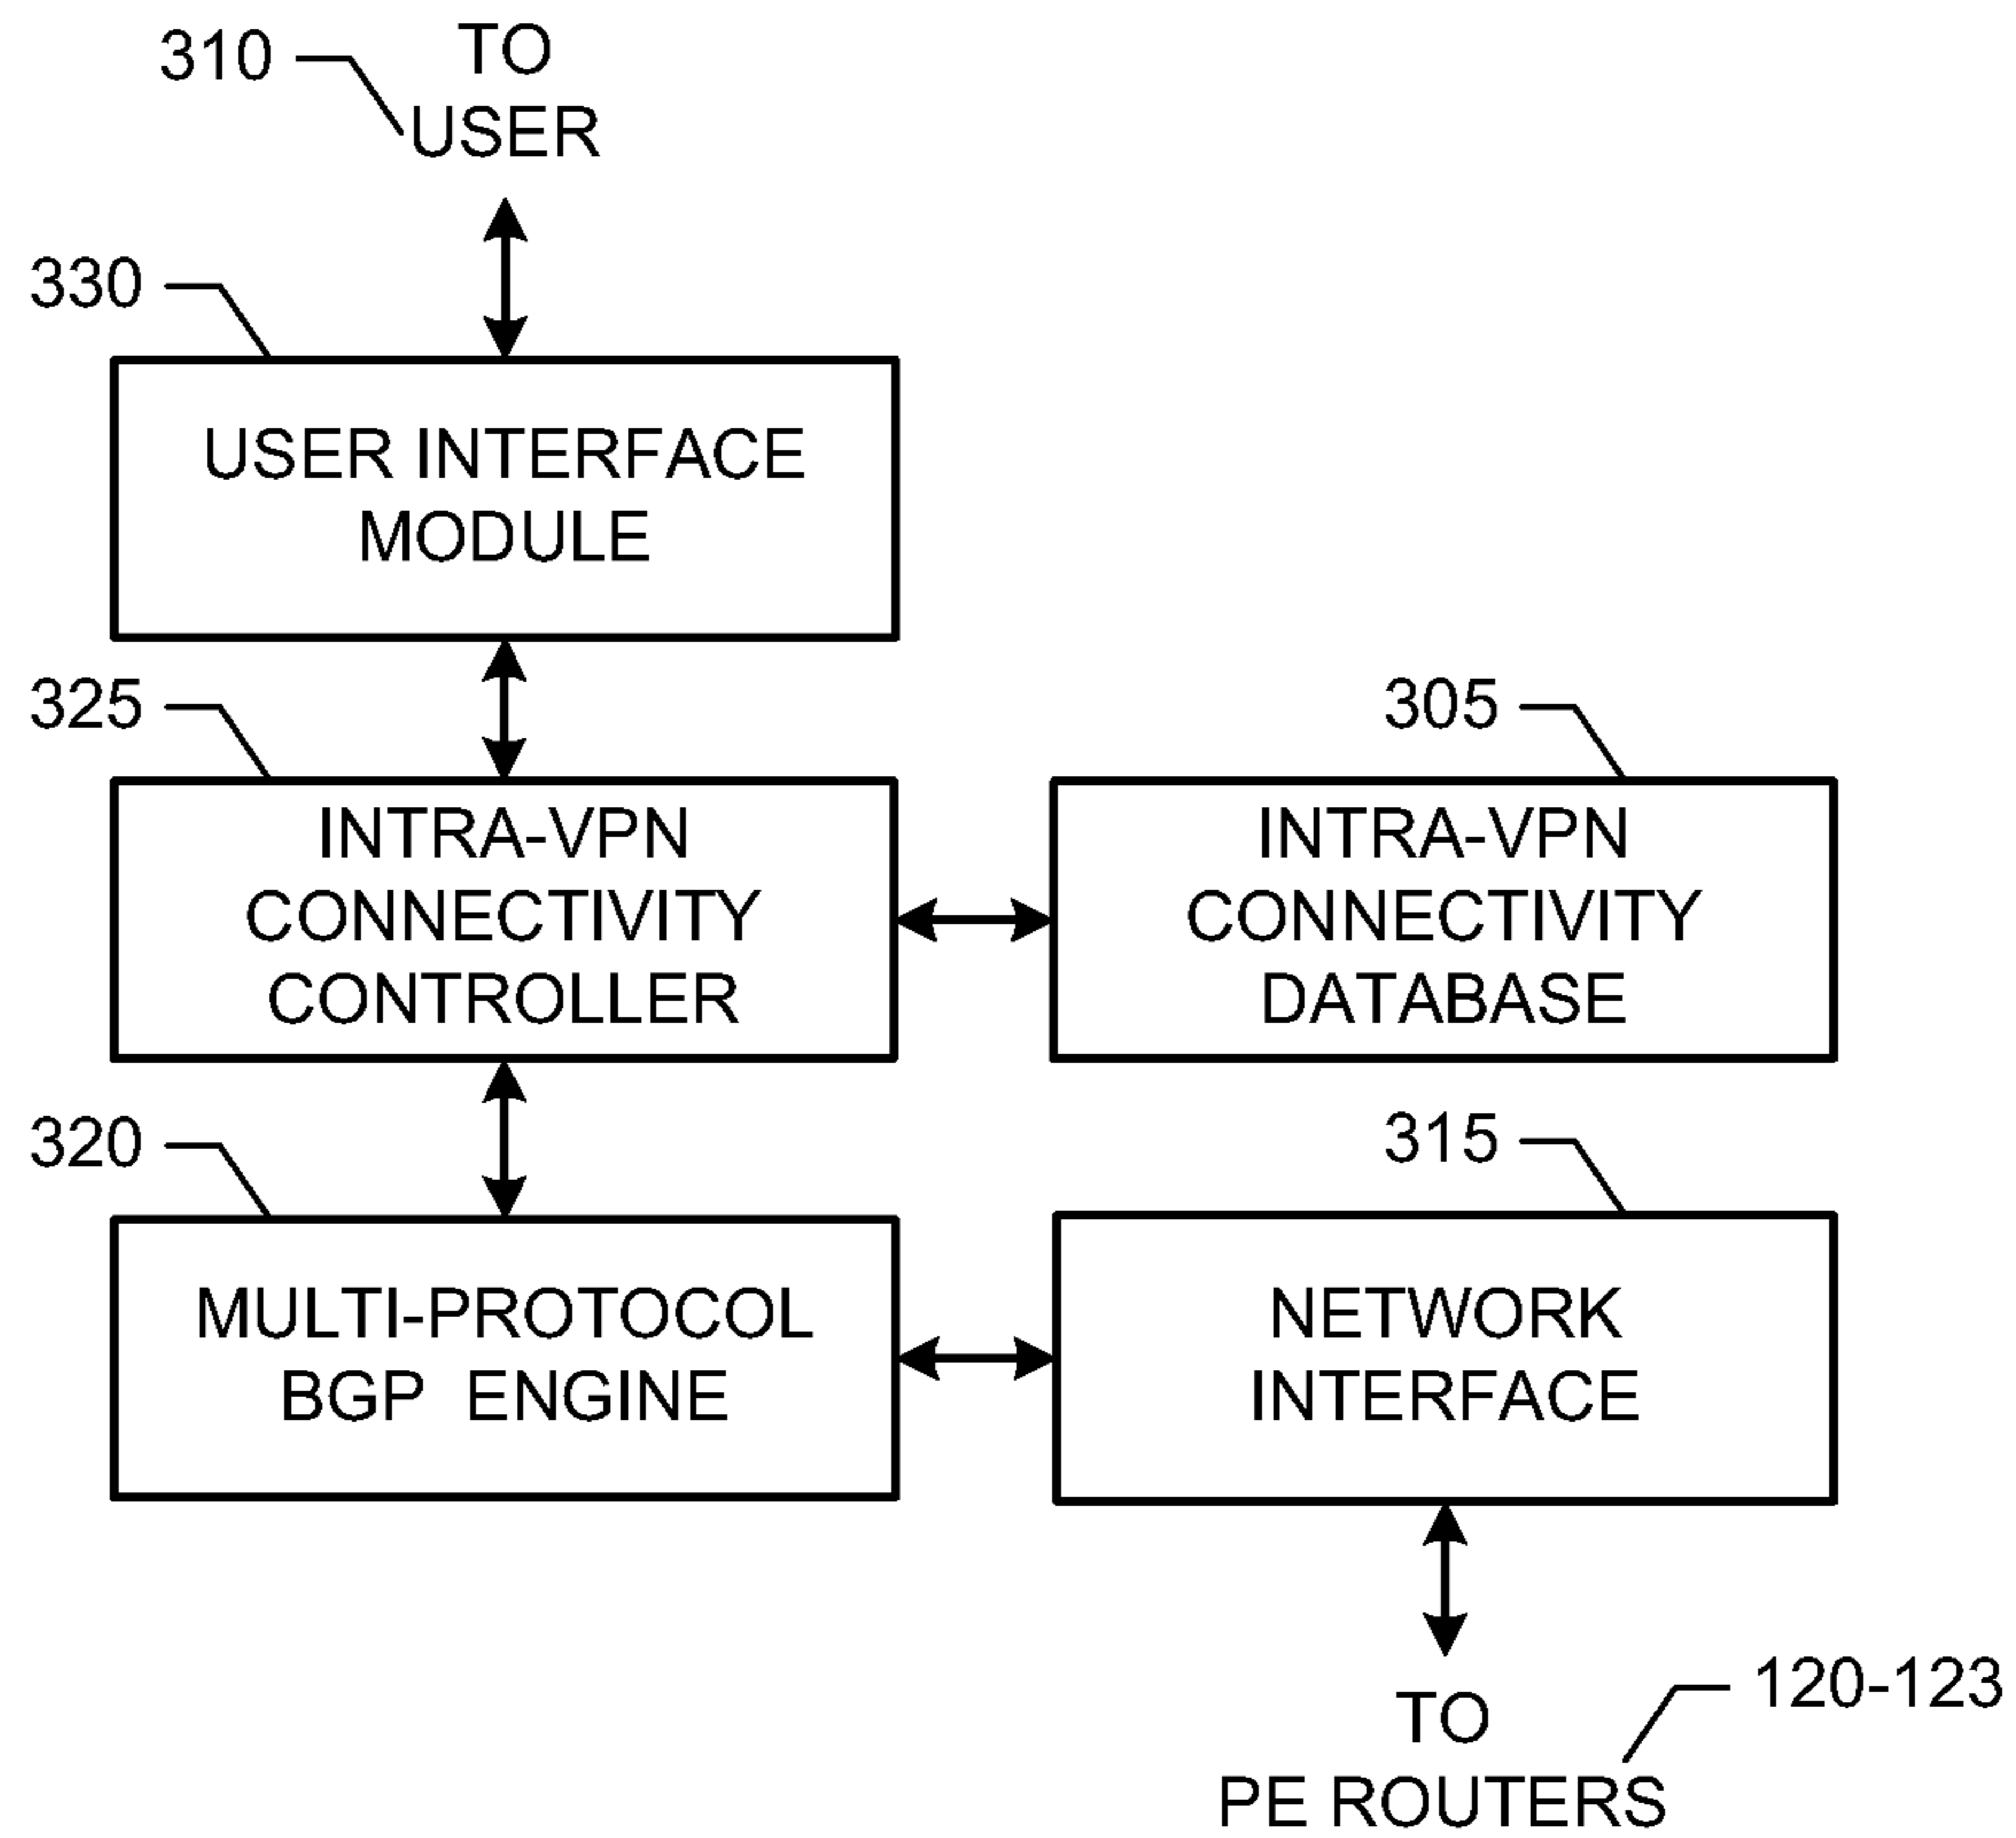 310
TO
USER
330
USER INTERFACE
MODULE
325
INTRA-VPN
CONNECTIVITY
CONTROLLER
305
INTRA-VPN
CONNECTIVITY
DATABASE
320
MULTI-PROTOCOL
BGP ENGINE
315
NETWORK
INTERFACE
TO
PE ROUTERS
120-123